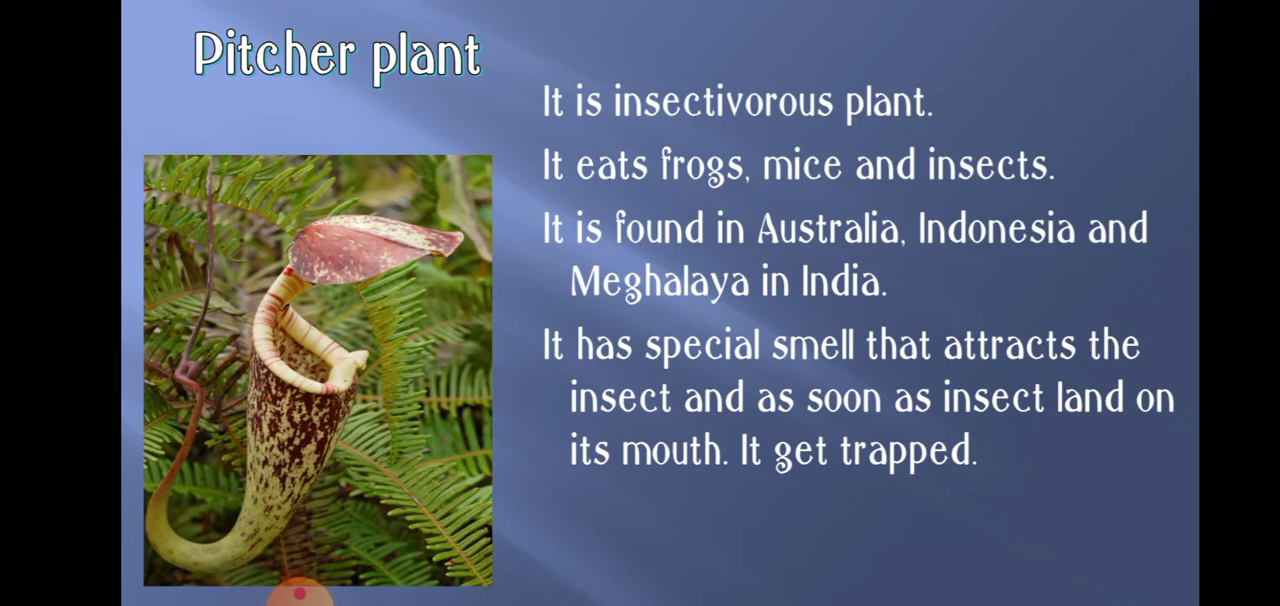 Pitcher plant
It is insectivorous plant.
It eats frogs, mice and insects.
It is found in Australia, Indonesia and
Meghalaya in India.
It has special smell that attracts the
insect and as soon as insect land on
its mouth. It get trapped.